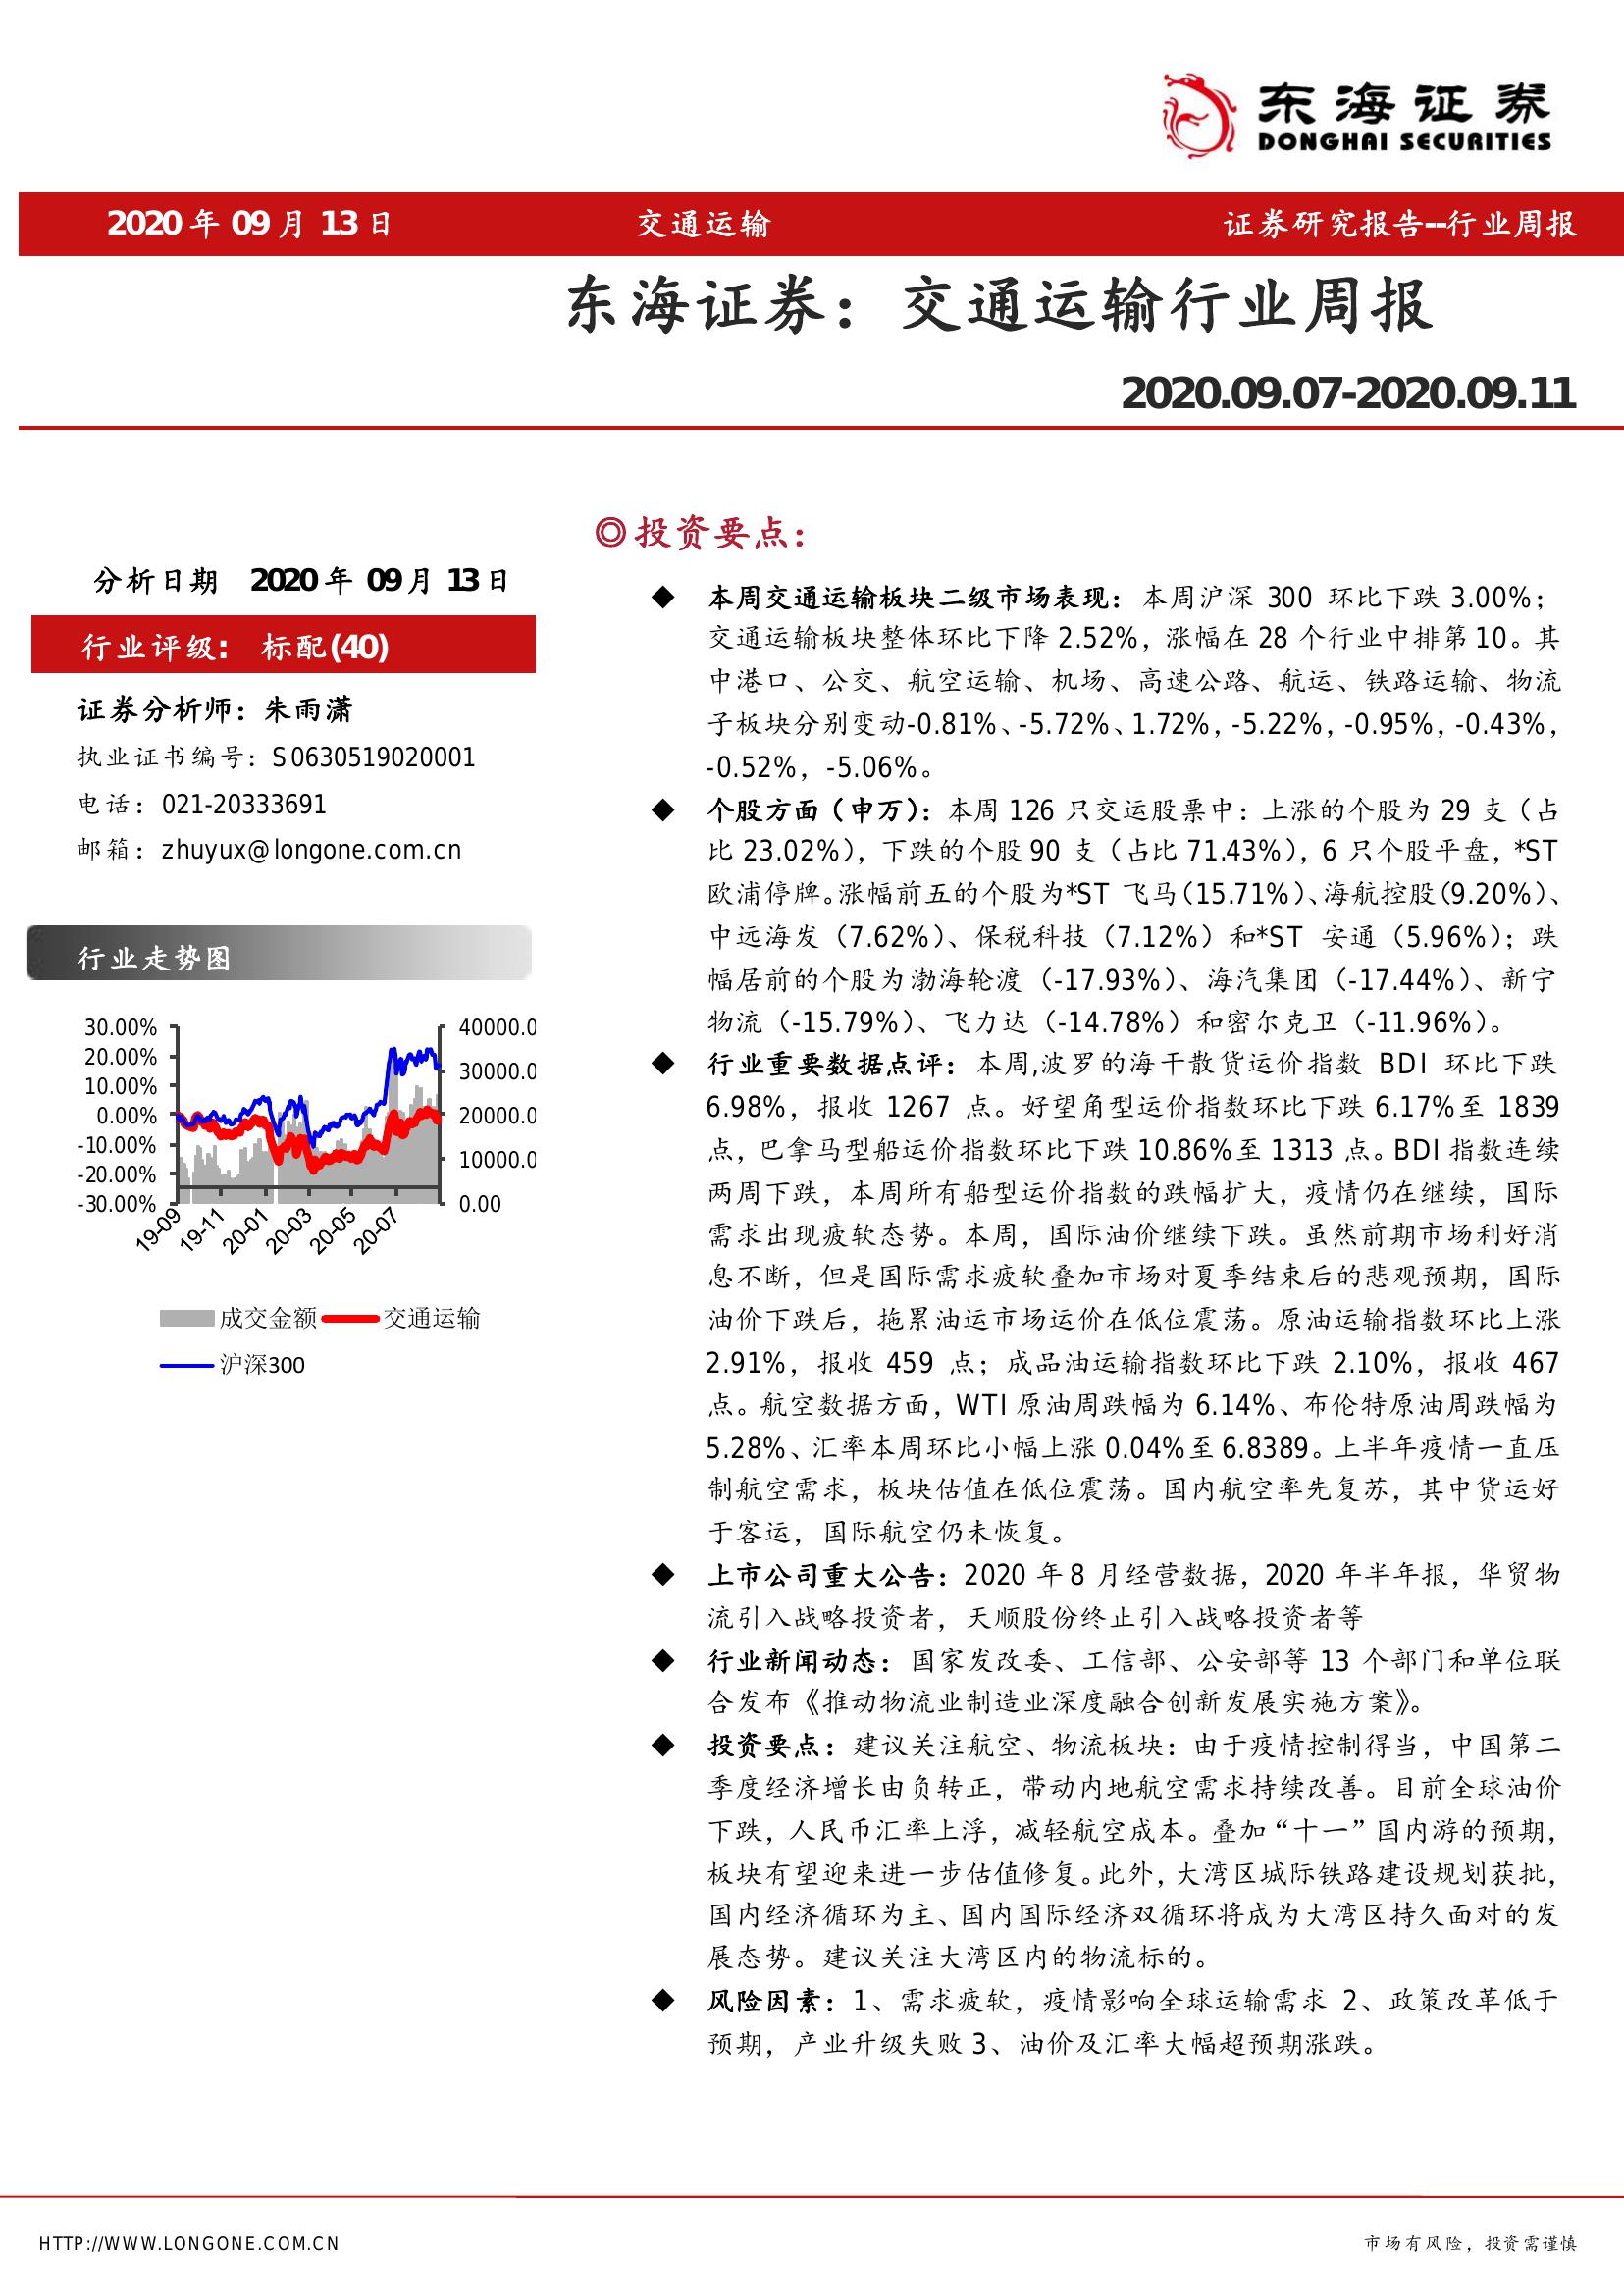 东海证券
DONGHAI SECURITIES
2020 年 09 月 13 日 交通运输 证券研究报告--行业周报
东海证券：交通运输行业周报
2020.09.07-2020.09.11
分析日期 2020 年 09 月 13 日
行业评级: 标配(40)
证券分析师：朱雨潇
执业证书编号：S0630519020001
电话：021-20333691
邮箱：zhuyux@longone.com.cn
行业走势图
30.00%
20.00%
10.00%
0.00%
-10.00%
-20.00%
-30.00%
40000.0
30000.0
20000.0
10000.0
0.00
19-09
19-11
20-01
20-03
20-05
20-07
成交金额 交通运输
沪深300
◎投资要点：
◆ 本周交通运输板块二级市场表现：本周沪深 300 环比下跌 3.00%；
交通运输板块整体环比下降 2.52%，涨幅在 28 个行业中排第 10。其
中港口、公交、航空运输、机场、高速公路、航运、铁路运输、物流
子板块分别变动-0.81%、-5.72%、1.72%，-5.22%，-0.95%，-0.43%，
-0.52%，-5.06%。
◆ 个股方面（申万）：本周 126 只交运股票中：上涨的个股为 29 支（占
比 23.02%），下跌的个股 90 支（占比 71.43%），6 只个股平盘，*ST
欧浦停牌。涨幅前五的个股为*ST 飞马（15.71%）、海航控股（9.20%）、
中远海发（7.62%）、保税科技（7.12%）和*ST 安通（5.96%）；跌
幅居前的个股为渤海轮渡（-17.93%）、海汽集团（-17.44%）、新宁
物流（-15.79%）、飞力达（-14.78%）和密尔克卫（-11.96%）。
◆ 行业重要数据点评：本周,波罗的海干散货运价指数 BDI 环比下跌
6.98%，报收 1267 点。好望角型运价指数环比下跌 6.17%至 1839
点，巴拿马型船运价指数环比下跌 10.86%至 1313 点。BDI 指数连续
两周下跌，本周所有船型运价指数的跌幅扩大，疫情仍在继续，国际
需求出现疲软态势。本周，国际油价继续下跌。虽然前期市场利好消
息不断，但是国际需求疲软叠加市场对夏季结束后的悲观预期，国际
油价下跌后，拖累油运市场运价在低位震荡。原油运输指数环比上涨
2.91%，报收 459 点；成品油运输指数环比下跌 2.10%，报收 467
点。航空数据方面，WTI 原油周跌幅为 6.14%、布伦特原油周跌幅为
5.28%、汇率本周环比小幅上涨 0.04%至 6.8389。上半年疫情一直压
制航空需求，板块估值在低位震荡。国内航空率先复苏，其中货运好
于客运，国际航空仍未恢复。
◆ 上市公司重大公告：2020 年 8 月经营数据，2020 年半年报，华贸物
流引入战略投资者，天顺股份终止引入战略投资者等
◆ 行业新闻动态：国家发改委、工信部、公安部等 13 个部门和单位联
合发布《推动物流业制造业深度融合创新发展实施方案》。
◆ 投资要点：建议关注航空、物流板块：由于疫情控制得当，中国第二
季度经济增长由负转正，带动内地航空需求持续改善。目前全球油价
下跌，人民币汇率上浮，减轻航空成本。叠加“十一”国内游的预期，
板块有望迎来进一步估值修复。此外，大湾区城际铁路建设规划获批，
国内经济循环为主、国内国际经济双循环将成为大湾区持久面对的发
展态势。建议关注大湾区内的物流标的。
◆ 风险因素：1、需求疲软，疫情影响全球运输需求 2、政策改革低于
预期，产业升级失败 3、油价及汇率大幅超预期涨跌。
HTTP://WWW.LONGONE.COM.CN 市场有风险，投资需谨慎